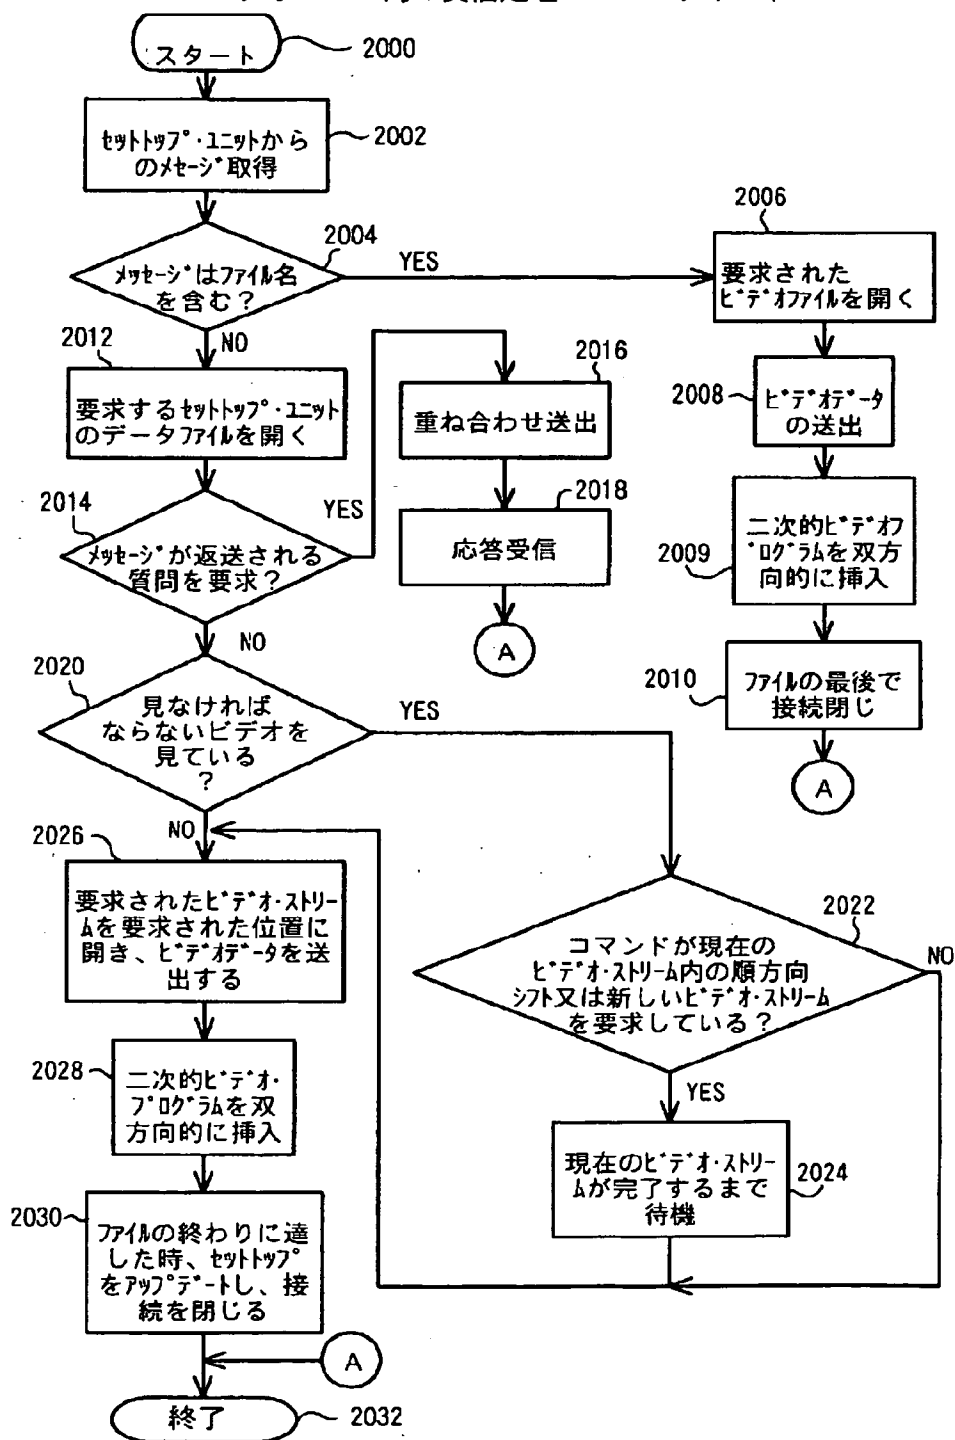 スタート
2000
セットトップ・ユニットから
のメセージ取得
2002
メッセージはファイル名
を含む?
2004
YES
NO
2006
要求された
ビデオファイルを開く
2008
ビデオデータ
の送出
2009
二次的ビデオプ
ログラムを双方
向的に挿入
2010
ファイルの最後で
接続閉じ
A
2012
要求するセットトップ・ユニット
のデータファイルを開く
2014
メッセージが返送される
質問を要求?
YES
NO
2016
重ね合わせ送出
2018
応答受信
A
2020
見なければ
ならないビデオを
見ている
?
YES
NO
2022
コマンドが現在の
ビデオ・ストリーム内の順方向
シフト又は新しいビデオ・ストリーム
を要求している?
NO
YES
2024
現在のビデオ・ストリー
ムが完了するまで
待機
2026
要求されたビデオ・ストリー
ムを要求された位置に
開き、ビデオデータを送
出する
2028
二次的ビデオ・
プログラムを双
方向的に挿入
2030
ファイルの終わりに達
した時、セットトップ
をアップデートし、接
続を閉じる
A
終了
2032